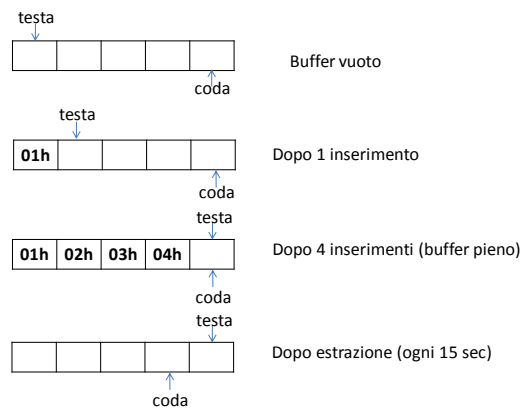 testa
Buffer vuoto
coda
testa
01h
Dopo 1 inserimento
coda
testa
01h 02h 03h 04h
Dopo 4 inserimenti (buffer pieno)
coda
testa
Dopo estrazione (ogni 15 sec)
coda